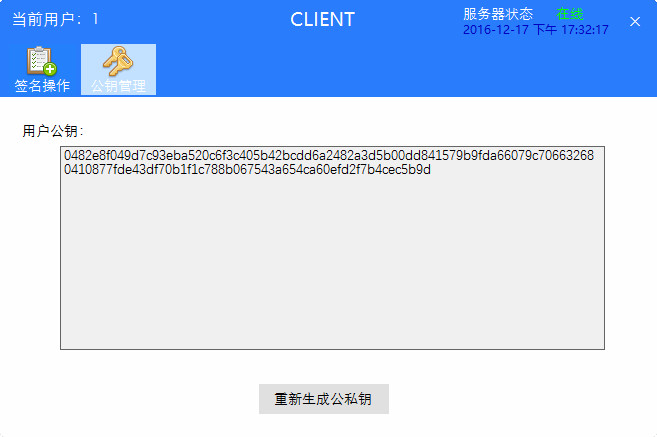 当前用户：1
CLIENT
服务器状态 在线
2016-12-17 下午 17:32:17
签名操作
公钥管理
用户公钥：
0482e8f049d7c93eba520c6f3c405b42bcdd6a2482a3d5b00dd841579b9fda66079c70663268
0410877fde43df70b1f1c788b067543a654ca60efd2f7b4cec5b9d
重新生成公私钥